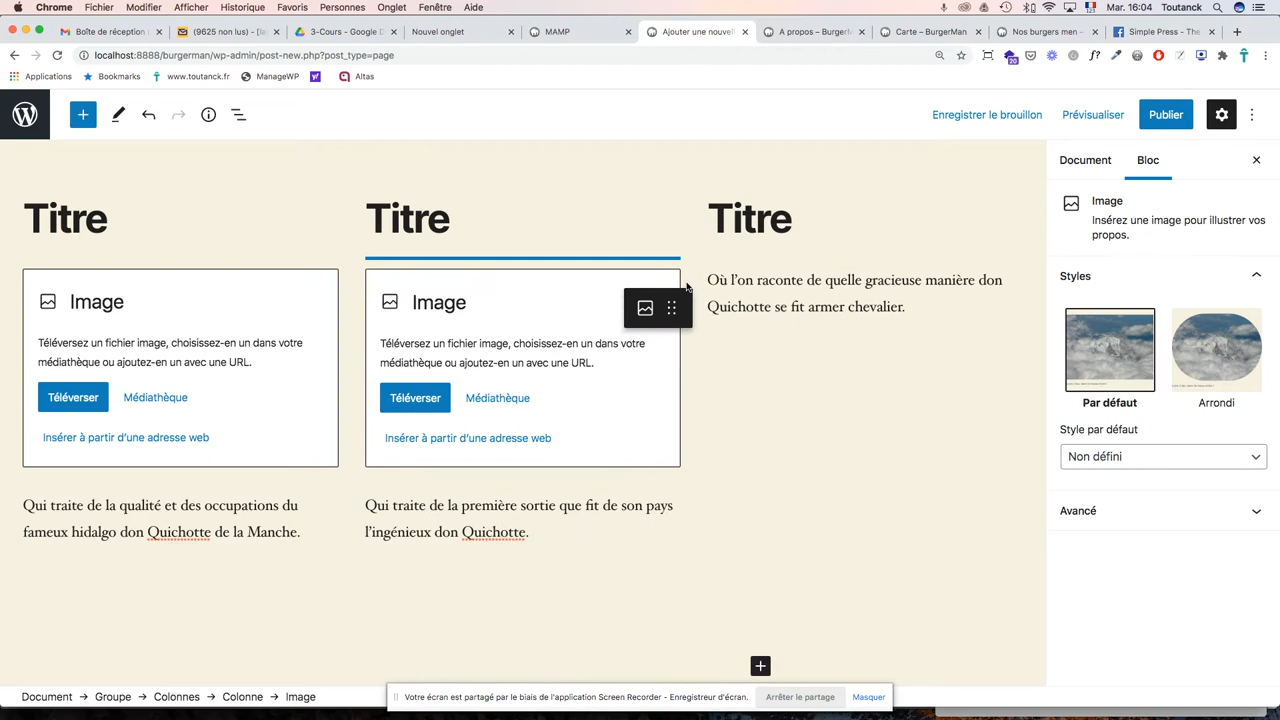 Chrome Fichier Modifier Afficher Historique Favoris Personnes Onglet Fenêtre Aide Mar. 16:04 Toutanck
Boîte de réception (9625 non lus) - [la 3-Cours - Google D Nouvel onglet MAMP Ajouter une nouvel A propos – BurgerM Carte – BurgerMan Nos burgers men – Simple Press - The
localhost:8888/burgerman/wp-admin/post-new.php?post_type=page
20
Applications Bookmarks www.toutanck.fr ManageWP Altas
Enregistrer le brouillon Prévisualiser Publier
Document Bloc
Image
Insérez une image pour illustrer vos
propos.
Styles
Par défaut Arrondi
Style par défaut
Non défini
Avancé
Titre
Image
Téléversez un fichier image, choisissez-en un dans votre
médiathèque ou ajoutez-en un avec une URL.
Téléverser Médiathèque
Insérer à partir d’une adresse web
Qui traite de la qualité et des occupations du
fameux hidalgo don Quichotte de la Manche.
Titre
Image
Téléversez un fichier image, choisissez-en un dans votre
médiathèque ou ajoutez-en un avec une URL.
Téléverser Médiathèque
Insérer à partir d’une adresse web
Qui traite de la première sortie que fit de son pays
l’ingénieux don Quichotte.
Titre
Où l’on raconte de quelle gracieuse manière don
Quichotte se fit armer chevalier.
Document → Groupe → Colonnes → Colonne → Image
Votre écran est partagé par le biais de l'application Screen Recorder - Enregistreur d'écran. Arrêter le partage Masquer